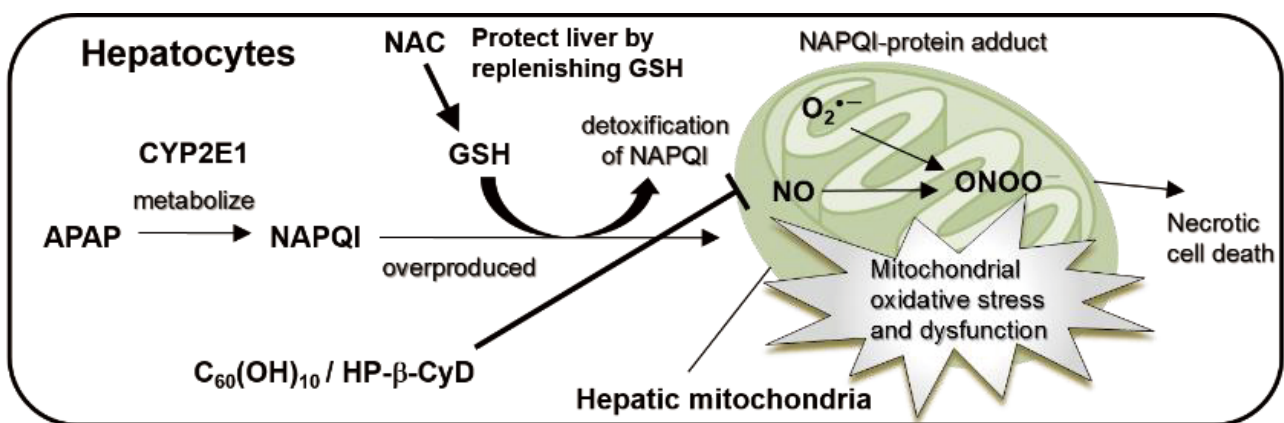 Hepatocytes
NAC
Protect liver by
replenishing GSH
NAPQI-protein adduct
CYP2E1
metabolize
GSH
detoxification
of NAPQI
O₂•−
NO
ONOO−
APAP
NAPQI
overproduced
Necrotic
cell death
Mitochondrial
oxidative stress
and dysfunction
C₆₀(OH)₁₀ / HP-β-CyD
Hepatic mitochondria